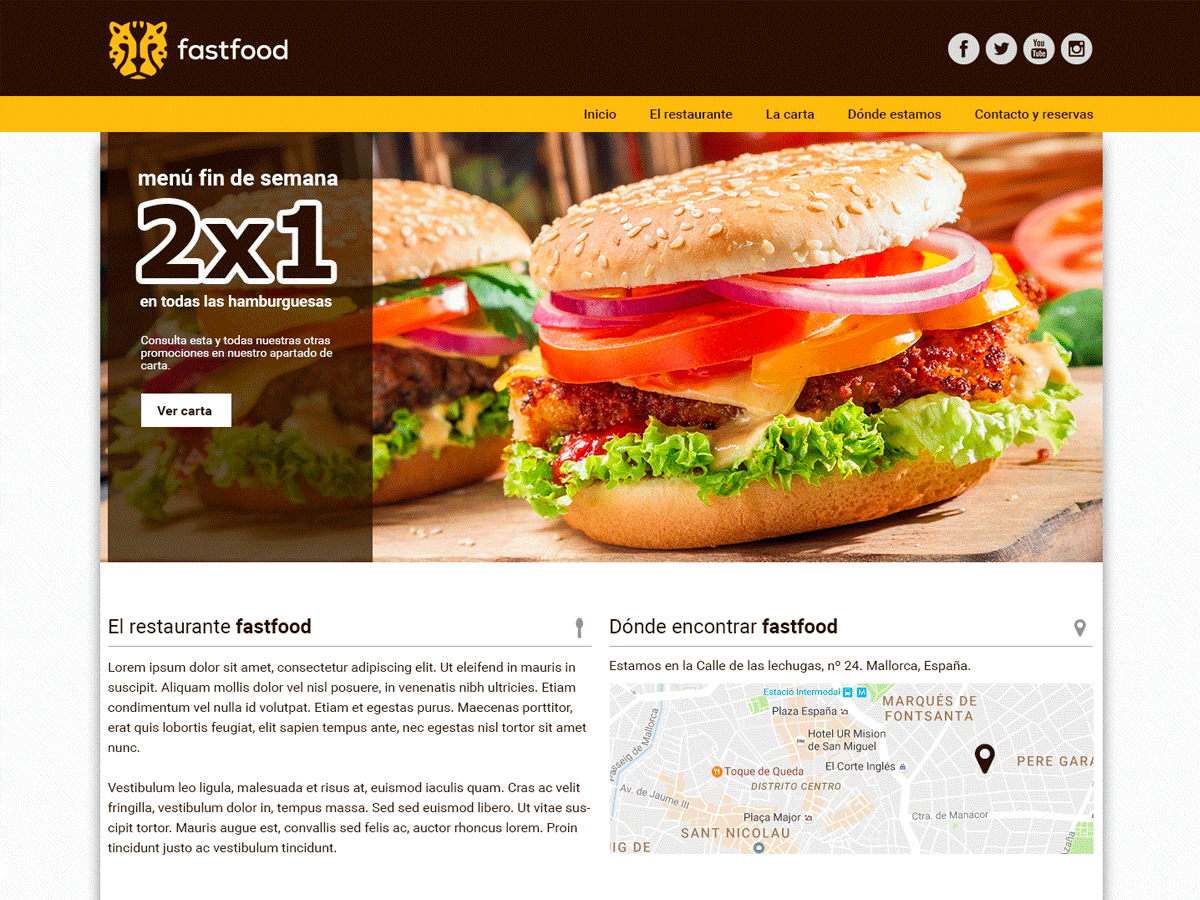 fastfood
You
Tube
Inicio El restaurante La carta Dónde estamos Contacto y reservas
menú fin de semana
2x1
en todas las hamburguesas
Consulta esta y todas nuestras otras
promociones en nuestro apartado de
carta.
Ver carta
El restaurante fastfood
Lorem ipsum dolor sit amet, consectetur adipiscing elit. Ut eleifend in mauris in
suscipit. Aliquam mollis dolor vel nisl posuere, in venenatis nibh ultricies. Etiam
condimentum vel nulla id volutpat. Etiam et egestas purus. Maecenas porttitor,
erat quis lobortis feugiat, elit sapien tempus ante, nec egestas nisl tortor sit amet
nunc.
Vestibulum leo ligula, malesuada et risus at, euismod iaculis quam. Cras ac velit
fringilla, vestibulum dolor in, tempus massa. Sed sed euismod libero. Ut vitae sus-
cipit tortor. Mauris augue est, convallis sed felis ac, auctor rhoncus lorem. Proin
tincidunt justo ac vestibulum tincidunt.
Dónde encontrar fastfood
Estamos en la Calle de las lechugas, nº 24. Mallorca, España.
Estació Intermodal
M
MARQUÉS DE
FONTSANTA
Plaza España
Passeig de Mallorca
Hotel UR Mision
de San Miguel
El Corte Inglés
PERE GARA
Toque de Queda
DISTRITO CENTRO
Av. de Jaume III
Plaça Major
Ctra. de Manacor
SANT NICOLAU
IG DE
lzaña